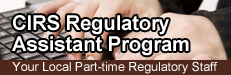 CIRS Regulatory
Assistant Program
Your Local Part-time Regulatory Staff